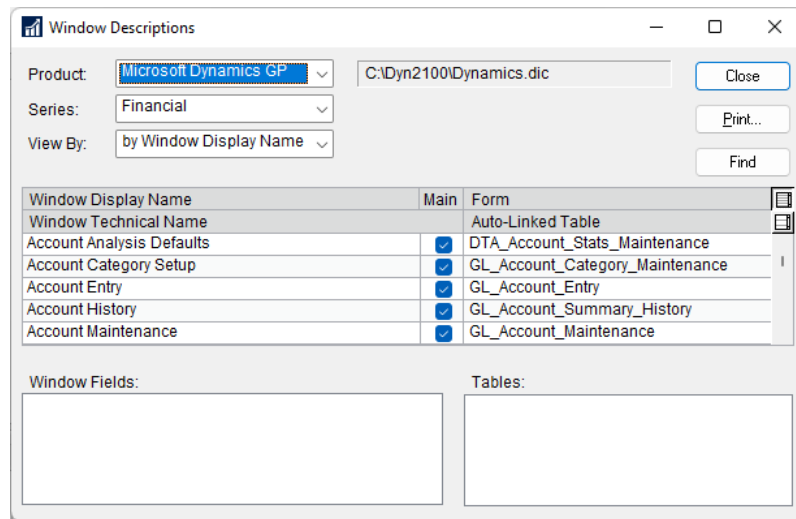 Window Descriptions
Product: Microsoft Dynamics GP C:\Dyn2100\Dynamics.dic Close
Series: Financial Print...
View By: by Window Display Name Find
Window Display Name Main Form
Window Technical Name Auto-Linked Table
Account Analysis Defaults DTA_Account_Stats_Maintenance
Account Category Setup GL_Account_Category_Maintenance
Account Entry GL_Account_Entry
Account History GL_Account_Summary_History
Account Maintenance GL_Account_Maintenance
Window Fields: Tables: